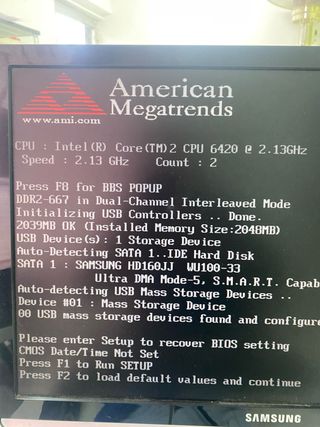 American
Megatrends
www.ami.com
CPU : Intel(R) Core(TM)2 CPU 6420 @ 2.13GHz
Speed : 2.13 GHz Count : 2
Press F8 for BBS POPUP
DDR2-667 in Dual-Channel Interleaved Mode
Initializing USB Controllers .. Done.
2039MB OK (Installed Memory Size:2048MB)
USB Device(s): 1 Storage Device
Auto-Detecting SATA 1..IDE Hard Disk
SATA 1 : SAMSUNG HD160JJ WU100-33
Ultra DMA Mode-5, S.M.A.R.T. Capab
Auto-detecting USB Mass Storage Devices ..
Device #01 : Mass Storage Device
00 USB mass storage devices found and configure
Please enter Setup to recover BIOS setting
CMOS Date/Time Not Set
Press F1 to Run SETUP
Press F2 to load default values and continue
SAMSUNG